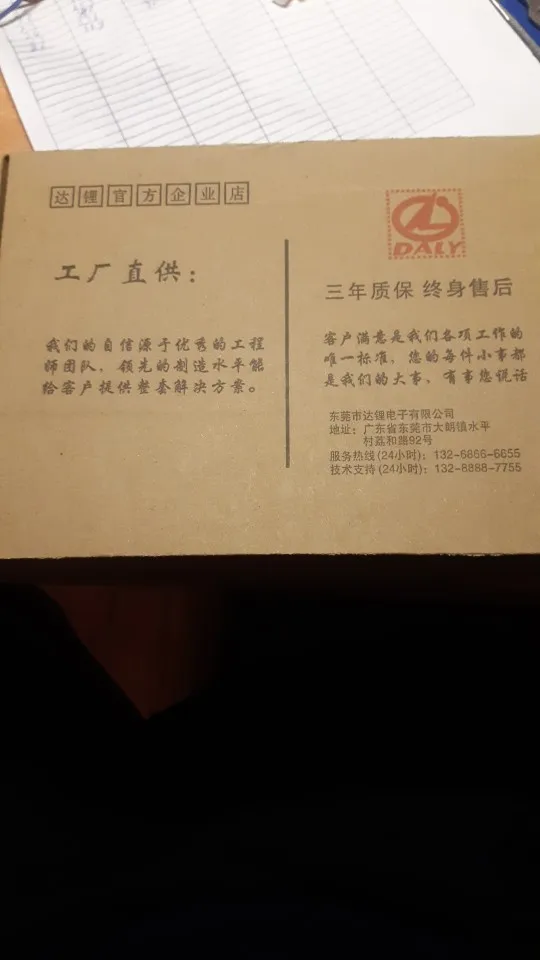 达锂官方企业店
工厂直供：
我们的自信源于优秀的工程
师团队，领先的制造水平能
给客户提供整套解决方案。
DALY
三年质保 终身售后
客户满意是我们各项工作的
唯一标准，您的每件小事都
是我们的大事，有事您说话
东莞市达锂电子有限公司
地址：广东省东莞市大朗镇水平
村荔和路92号
服务热线(24小时)：132-6666-6655
技术支持(24小时)：132-8888-7755